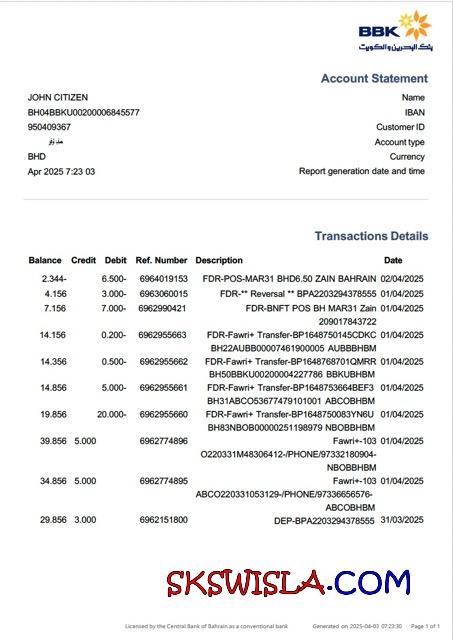 BBK
بنك البحرين والكويت
Account Statement
JOHN CITIZEN Name
BH04BBKU00200006845577 IBAN
950409367 Customer ID
Account type
BHD Currency
Apr 2025 7:23 03 Report generation date and time
Transactions Details
Balance Credit Debit Ref. Number Description Date
2.344- 6.500- 6964019153 FDR-POS-MAR31 BHD6.50 ZAIN BAHRAIN 02/04/2025
4.156 3.000- 6963060015 FDR-** Reversal ** BPA2203294378555 01/04/2025
7.156 7.000- 6962990421 FDR-BNFT POS BH MAR31 Zain 01/04/2025
209017843722
14.156 0.200- 6962955663 FDR-Fawri+ Transfer-BP1648750145CDKC 01/04/2025
BH22AUBB00007461900005 AUBBBHBM
14.356 0.500- 6962955662 FDR-Fawri+ Transfer-BP1648768701QMRR 01/04/2025
BH50BBKU00200004227786 BBKUBHBM
14.856 5.000- 6962955661 FDR-Fawri+ Transfer-BP1648753664BEF3 01/04/2025
BH31ABCO53677479101001 ABCOBHBM
19.856 20.000- 6962955660 FDR-Fawri+ Transfer-BP1648750083YN6U 01/04/2025
BH83NBOB00000251198979 NBOBBHBM
39.856 5.000 6962774896 Fawri+-103 01/04/2025
O220331M48306412-/PHONE/97332180904-
NBOBBHBM
34.856 5.000 6962774895 Fawri+-103 01/04/2025
ABCO220331053129-/PHONE/97336656576-
ABCOBHBM
29.856 3.000 6962151800 DEP-BPA2203294378555 31/03/2025
SKSWISLA.COM
Licensed by the Central Bank of Bahrain as a conventional bank Generated on 2025-04-03 07:23:30 Page 1 of 1